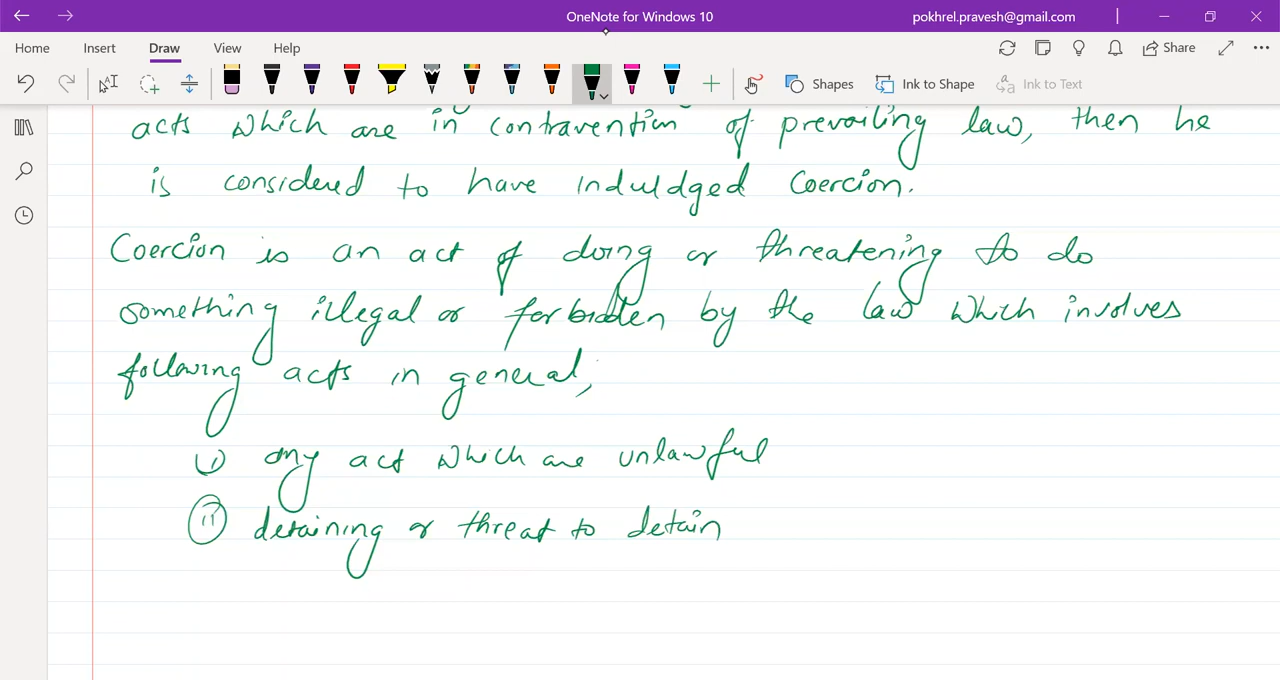 OneNote for Windows 10
pokhrel.pravesh@gmail.com
Home Insert Draw View Help
Share
Shapes
Ink to Shape
Ink to Text
acts which are in contravention of prevailing law, then he
is considered to have induldged Coercion.
Coercion is an act of doing or threatening to do
something illegal or forbidden by the law which involves
following acts in general,
(i) any act which are unlawful
(ii) detaining or threat to detain